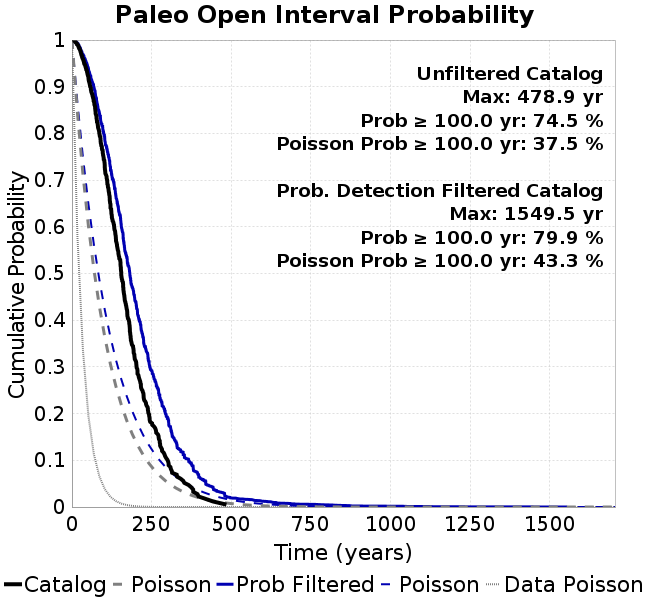 Paleo Open Interval Probability
Unfiltered Catalog
Max: 478.9 yr
Prob ≥ 100.0 yr: 74.5 %
Poisson Prob ≥ 100.0 yr: 37.5 %
Prob. Detection Filtered Catalog
Max: 1549.5 yr
Prob ≥ 100.0 yr: 79.9 %
Poisson Prob ≥ 100.0 yr: 43.3 %
Cumulative Probability
1
0.9
0.8
0.7
0.6
0.5
0.4
0.3
0.2
0.1
0
0 250 500 750 1000 1250 1500
Time (years)
Catalog Poisson Prob Filtered Poisson Data Poisson